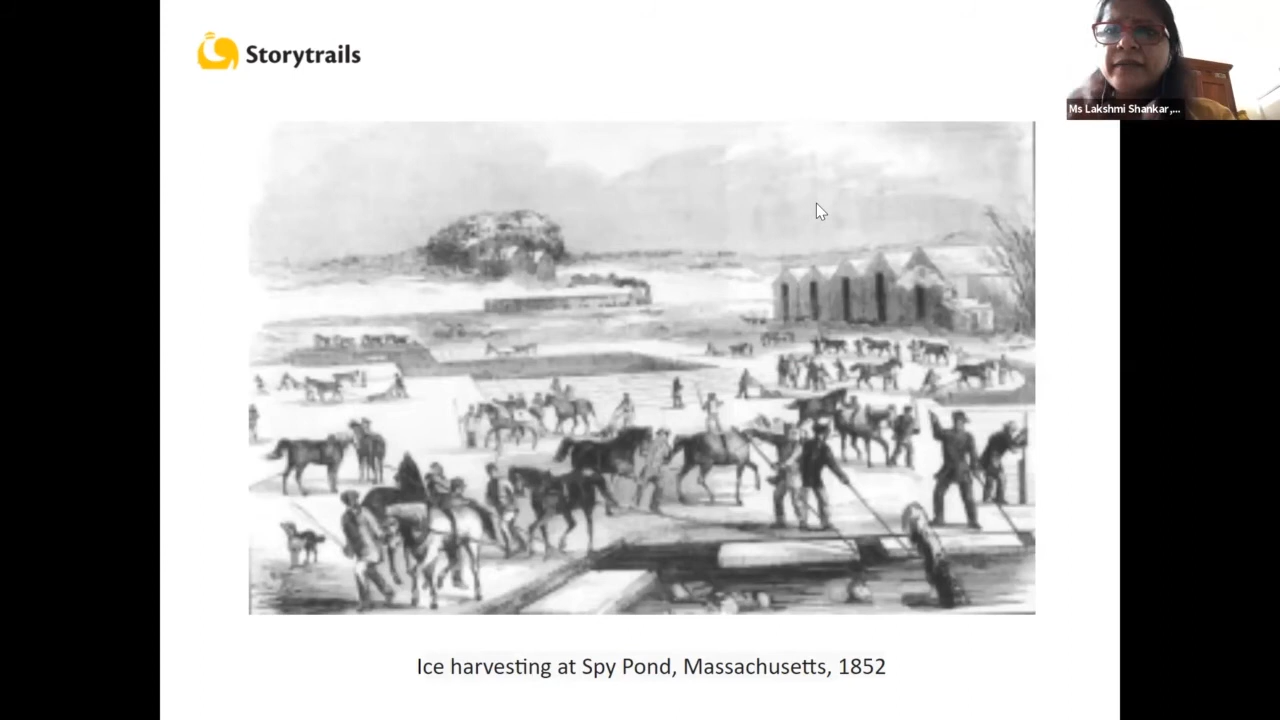 Storytrails
Ms Lakshmi Shankar,...
Ice harvesting at Spy Pond, Massachusetts, 1852